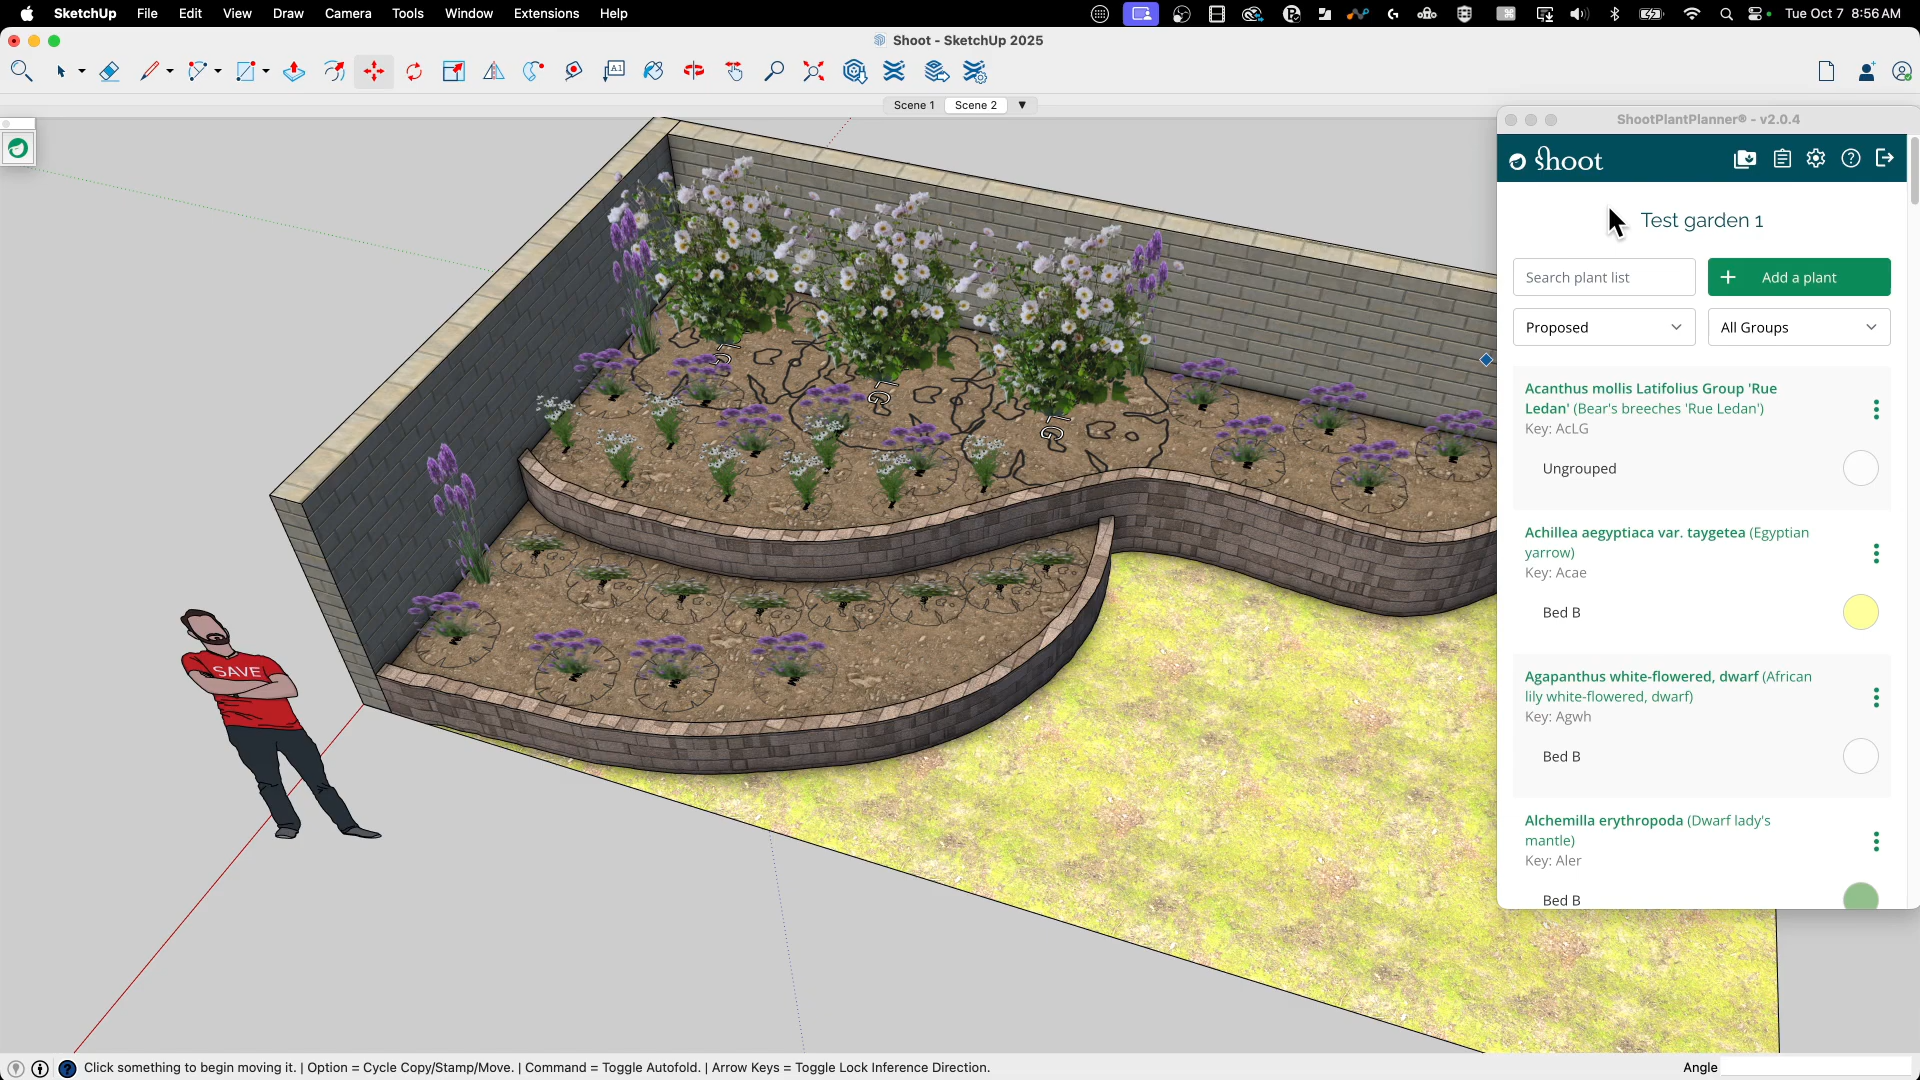 SketchUp File Edit View Draw Camera Tools Window Extensions Help
Tue Oct 7 8:56 AM
Shoot - SketchUp 2025
A1
Scene 1 Scene 2
ShootPlantPlanner® - v2.0.4
shoot
Test garden 1
Search plant list
+ Add a plant
Proposed
All Groups
Acanthus mollis Latifolius Group 'Rue
Ledan' (Bear's breeches 'Rue Ledan')
Key: AcLG
Ungrouped
Achillea aegyptiaca var. taygetea (Egyptian
yarrow)
Key: Acae
Bed B
Agapanthus white-flowered, dwarf (African
lily white-flowered, dwarf)
Key: Agwh
Bed B
Alchemilla erythropoda (Dwarf lady's
mantle)
Key: Aler
Bed B
LG
LG
SAVE
Click something to begin moving it. | Option = Cycle Copy/Stamp/Move. | Command = Toggle Autofold. | Arrow Keys = Toggle Lock Inference Direction.
Angle